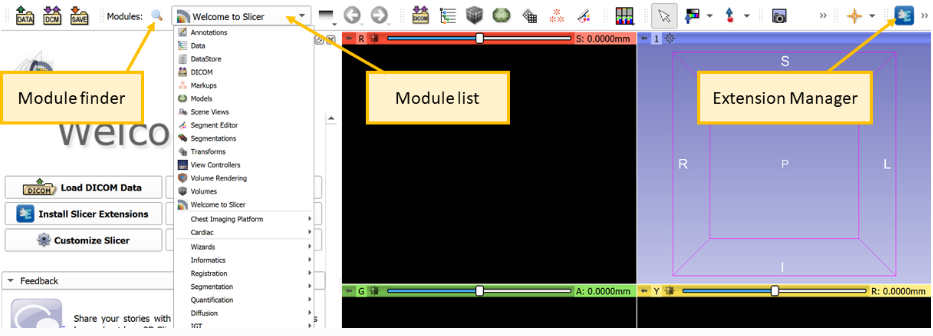 DATA DCM SAVE Modules: Welcome to Slicer DICOM
R S: 0.0000mm 1
Annotations
Data
DataStore
DICOM
Markups
Models
Scene Views
Segment Editor
Segmentations
Transforms
View Controllers
Volume Rendering
Volumes
Welcome to Slicer
Chest Imaging Platform
Cardiac
Wizards
Informatics
Registration
Segmentation
Quantification
Diffusion
IGT
Module finder
Module list
Extension Manager
Welco
DICOM Load DICOM Data
Install Slicer Extensions
Customize Slicer
Feedback
Share your stories with
S
R P L
I
G A: 0.0000mm Y R: 0.0000mm